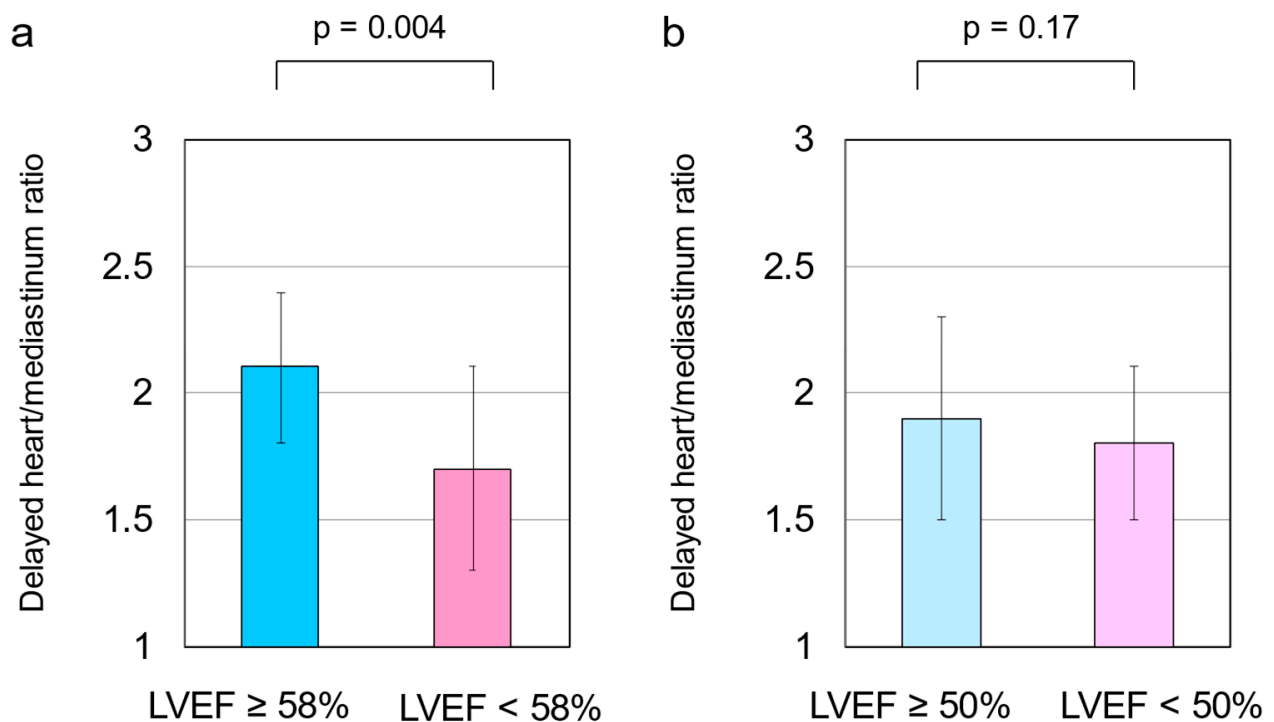 a
p = 0.004
Delayed heart/mediastinum ratio
3
2.5
2
1.5
1
LVEF ≥ 58%
LVEF < 58%
b
p = 0.17
Delayed heart/mediastinum ratio
3
2.5
2
1.5
1
LVEF ≥ 50%
LVEF < 50%